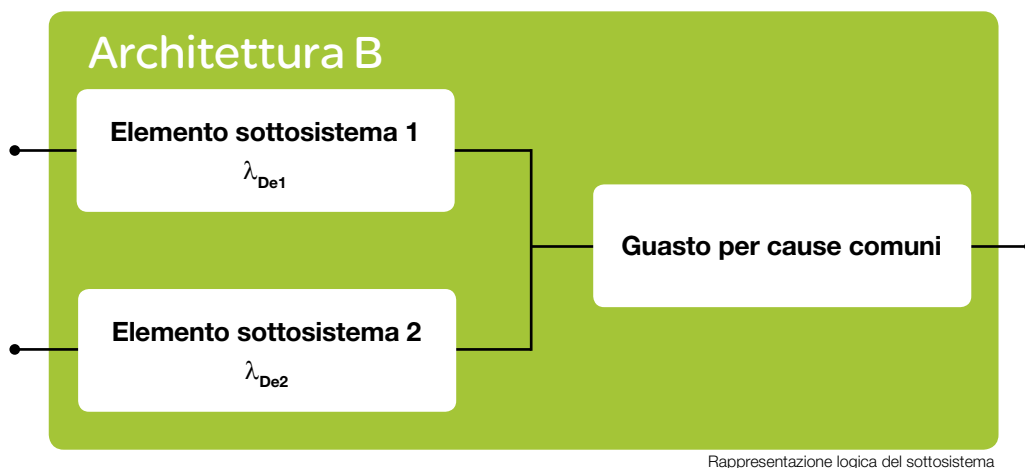 Architettura B
Elemento sottosistema 1
λDe1
Guasto per cause comuni
Elemento sottosistema 2
λDe2
Rappresentazione logica del sottosistema